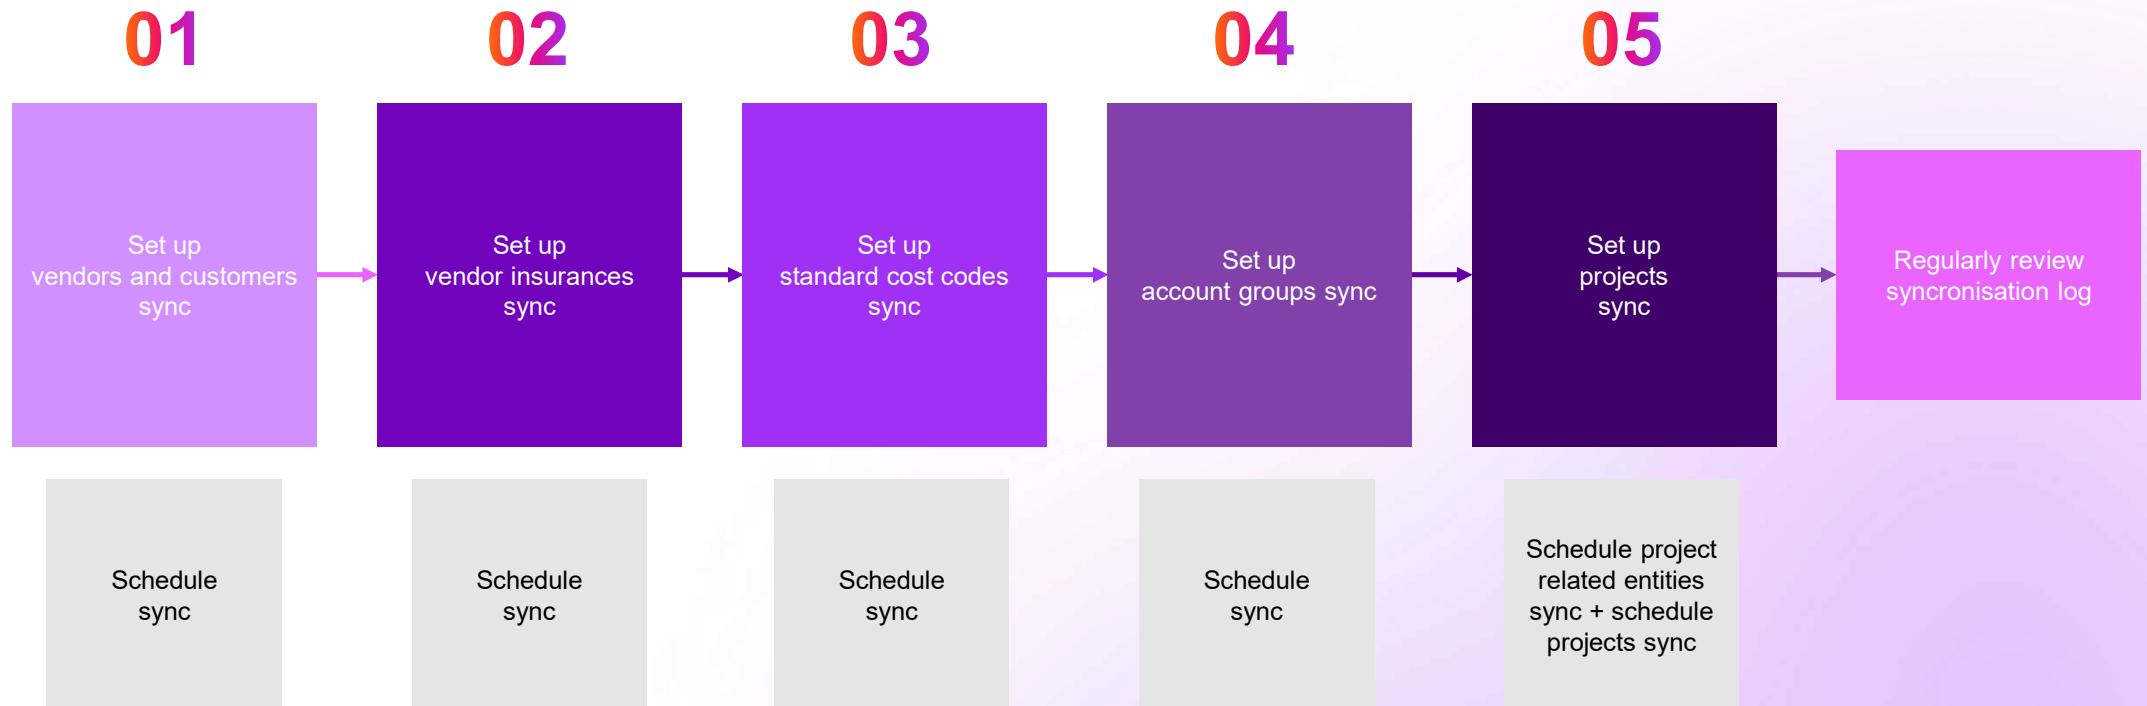 01
02
03
04
05
Set up
vendors and customers
sync
Set up
vendor insurances
sync
Set up
standard cost codes
sync
Set up
account groups sync
Set up
projects
sync
Regularly review
syncronisation log
Schedule
sync
Schedule
sync
Schedule
sync
Schedule
sync
Schedule project
related entities
sync + schedule
projects sync